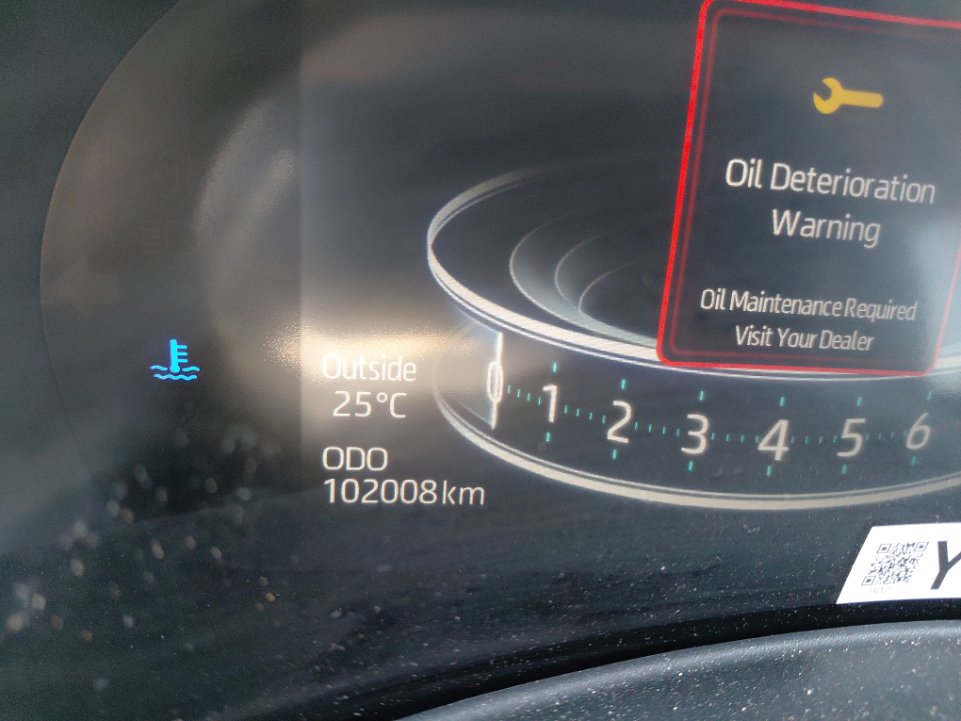 Oil Deterioration
Warning
Oil Maintenance Required
Visit Your Dealer
Outside
25°C
ODO
102008km
0 1 2 3 4 5 6
Y